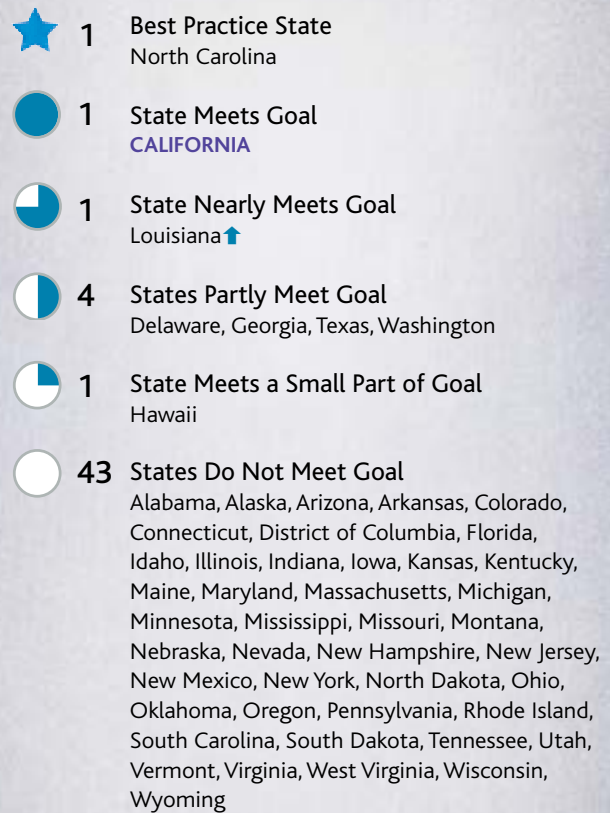 1 Best Practice State
North Carolina
1 State Meets Goal
CALIFORNIA
1 State Nearly Meets Goal
Louisiana
4 States Partly Meet Goal
Delaware, Georgia, Texas, Washington
1 State Meets a Small Part of Goal
Hawaii
43 States Do Not Meet Goal
Alabama, Alaska, Arizona, Arkansas, Colorado,
Connecticut, District of Columbia, Florida,
Idaho, Illinois, Indiana, Iowa, Kansas, Kentucky,
Maine, Maryland, Massachusetts, Michigan,
Minnesota, Mississippi, Missouri, Montana,
Nebraska, Nevada, New Hampshire, New Jersey,
New Mexico, New York, North Dakota, Ohio,
Oklahoma, Oregon, Pennsylvania, Rhode Island,
South Carolina, South Dakota, Tennessee, Utah,
Vermont, Virginia, West Virginia, Wisconsin,
Wyoming